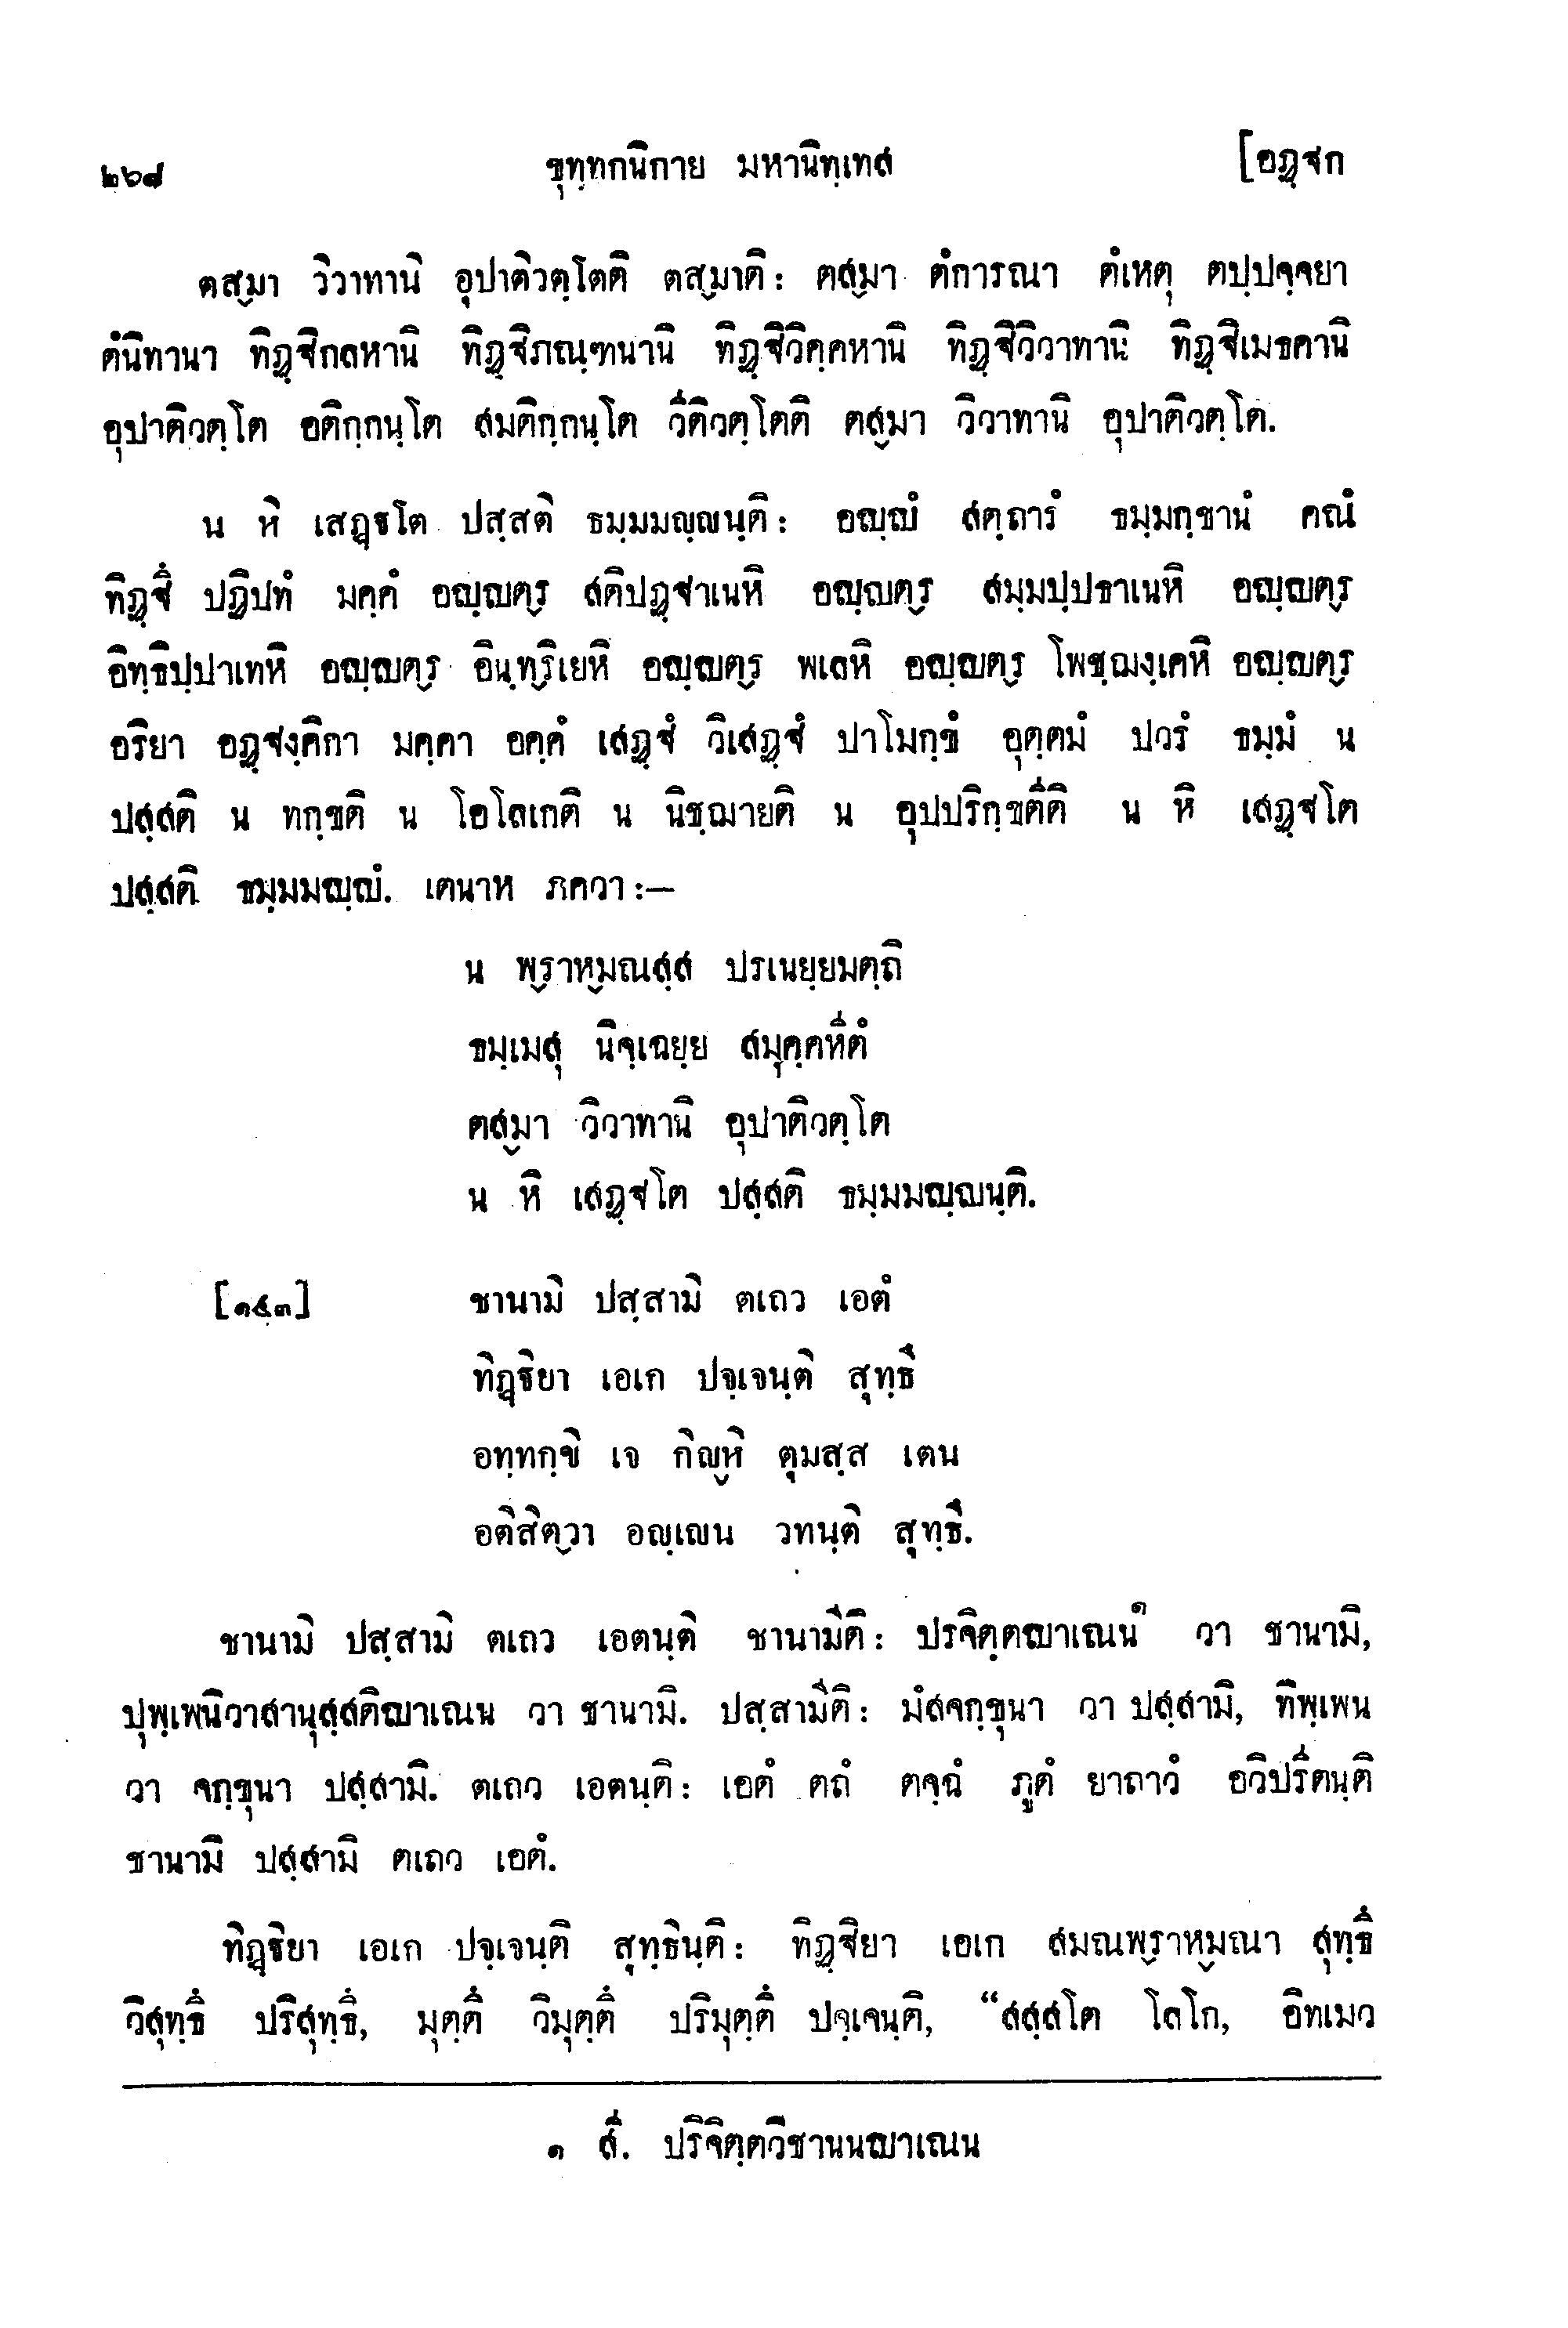 ๒๖๘ ขุทฺทกนิกาย มหานิทฺเทส [อฏฺฐก
ตสฺมา วิวาทานิ อุปาติวตฺโตติ ตสฺมาติ: ตสฺมา ตํการณา ตํเหตุ ตปฺปจฺจยา
ตํนิทานา ทิฏฺฐิกลหานิ ทิฏฺฐิภณฺฑนานิ ทิฏฺฐิวิคฺคหานิ ทิฏฺฐิวิวาทานิ ทิฏฺฐิเมธคานิ
อุปาติวตฺโต อติกฺกนฺโต สมติกฺกนฺโต วีติวตฺโตติ ตสฺมา วิวาทานิ อุปาติวตฺโต.
น หิ เสฏฺฐโต ปสฺสติ ธมฺมมญฺญนฺติ: อญฺญํ สตฺถารํ ธมฺมกฺขานํ คณํ
ทิฏฺฐึ ปฏิปทํ มคฺคํ อญฺญตฺร สติปฏฺฐาเนหิ อญฺญตฺร สมฺมปฺปธาเนหิ อญฺญตฺร
อิทฺธิปฺปาเทหิ อญฺญตฺร อินฺทฺริเยหิ อญฺญตฺร พเลหิ อญฺญตฺร โพชฺฌงฺเคหิ อญฺญตฺร
อริยา อฏฺฐงฺคิกา มคฺคา อคฺคํ เสฏฺฐํ วิเสฏฺฐํ ปาโมกฺขํ อุตฺตมํ ปวรํ ธมฺมํ น
ปสฺสติ น ทกฺขติ น โอโลเกติ น นิชฺฌายติ น อุปปริกฺขตีติ น หิ เสฏฺฐโต
ปสฺสติ ธมฺมมญฺญํ. เตนาห ภควา:—
น พฺราหฺมณสฺส ปรเนยฺยมตฺถิ
ธมฺเมสุ นิจฺเฉยฺย สมุคฺคหีตํ
ตสฺมา วิวาทานิ อุปาติวตฺโต
น หิ เสฏฺฐโต ปสฺสติ ธมฺมมญฺญนฺติ.
[๑๕๓] ชานามิ ปสฺสามิ ตเถว เอตํ
ทิฏฺฐิยา เอเก ปจฺเจนฺติ สุทฺธึ
อทฺทกฺขิ เจ กิญฺหิ ตุมสฺส เตน
อติสิตฺวา อญฺเญน วทนฺติ สุทฺธึ.
ชานามิ ปสฺสามิ ตเถว เอตนฺติ ชานามีติ: ปรจิตฺตญาเณน๑ วา ชานามิ,
ปุพฺเพนิวาสานุสฺสติญาเณน วา ชานามิ. ปสฺสามีติ: มํสจกฺขุนา วา ปสฺสามิ, ทิพฺเพน
วา จกฺขุนา ปสฺสามิ. ตเถว เอตนฺติ: เอตํ ตถํ ตจฺฉํ ภูตํ ยาถาวํ อวิปรีตนฺติ
ชานามิ ปสฺสามิ ตเถว เอตํ.
ทิฏฺฐิยา เอเก ปจฺเจนฺติ สุทฺธินฺติ: ทิฏฺฐิยา เอเก สมณพฺราหฺมณา สุทฺธึ
วิสุทฺธึ ปริสุทฺธึ, มุตฺตึ วิมุตฺตึ ปริมุตฺตึ ปจฺเจนฺติ, “สสฺสโต โลโก, อิทเมว
๑ สี. ปริจิตฺตวิชานนญาเณน